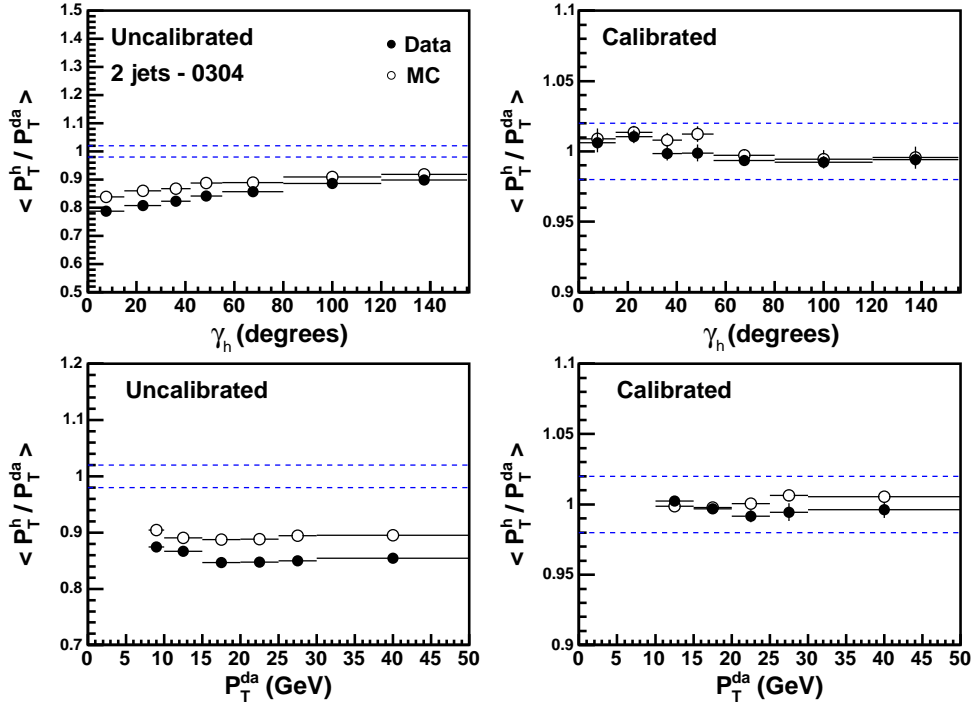 Uncalibrated
2 jets - 0304
Data
MC
< P_T^h / P_T^da >
1.5
1.4
1.3
1.2
1.1
1
0.9
0.8
0.7
0.6
0.5
0 20 40 60 80 100 120 140
γ_h (degrees)
Calibrated
< P_T^h / P_T^da >
1.1
1.05
1
0.95
0.9
0 20 40 60 80 100 120 140
γ_h (degrees)
Uncalibrated
< P_T^h / P_T^da >
1.2
1.1
1
0.9
0.8
0.7
0 5 10 15 20 25 30 35 40 45 50
P_T^da (GeV)
Calibrated
< P_T^h / P_T^da >
1.1
1.05
1
0.95
0.9
0 5 10 15 20 25 30 35 40 45 50
P_T^da (GeV)